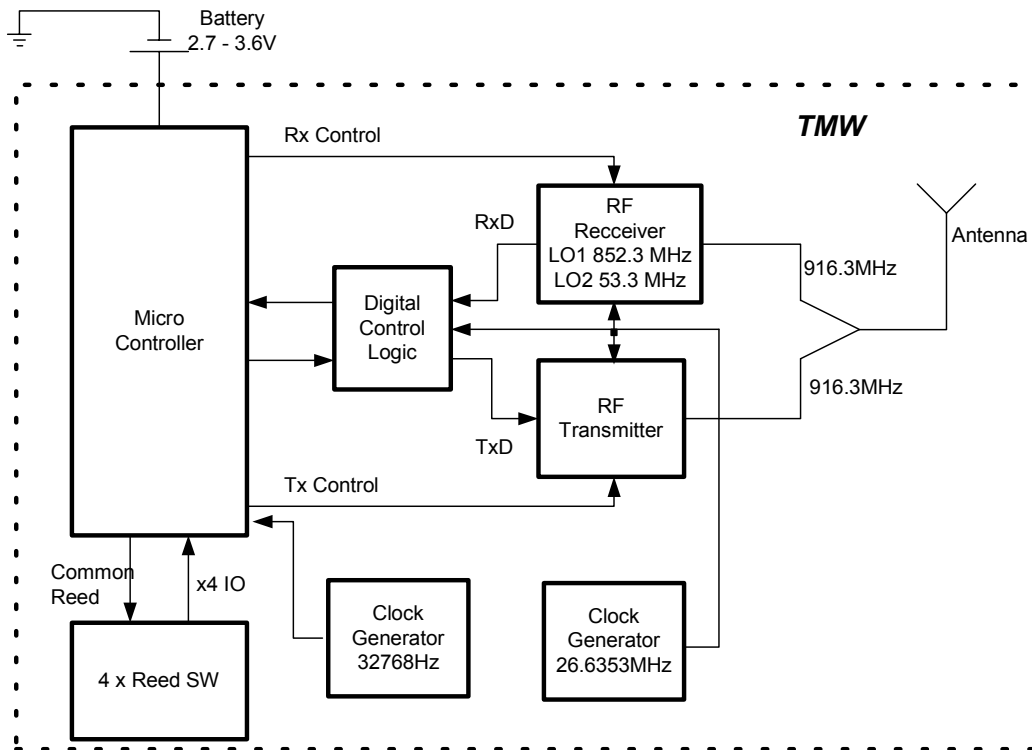 Battery
2.7 - 3.6V
TMW
Rx Control
RF
Recceiver
LO1 852.3 MHz
LO2 53.3 MHz
RxD
Antenna
916.3MHz
Digital
Control
Logic
Micro
Controller
916.3MHz
RF
Transmitter
TxD
Tx Control
Common
Reed
x4 IO
Clock
Generator
32768Hz
Clock
Generator
26.6353MHz
4 x Reed SW